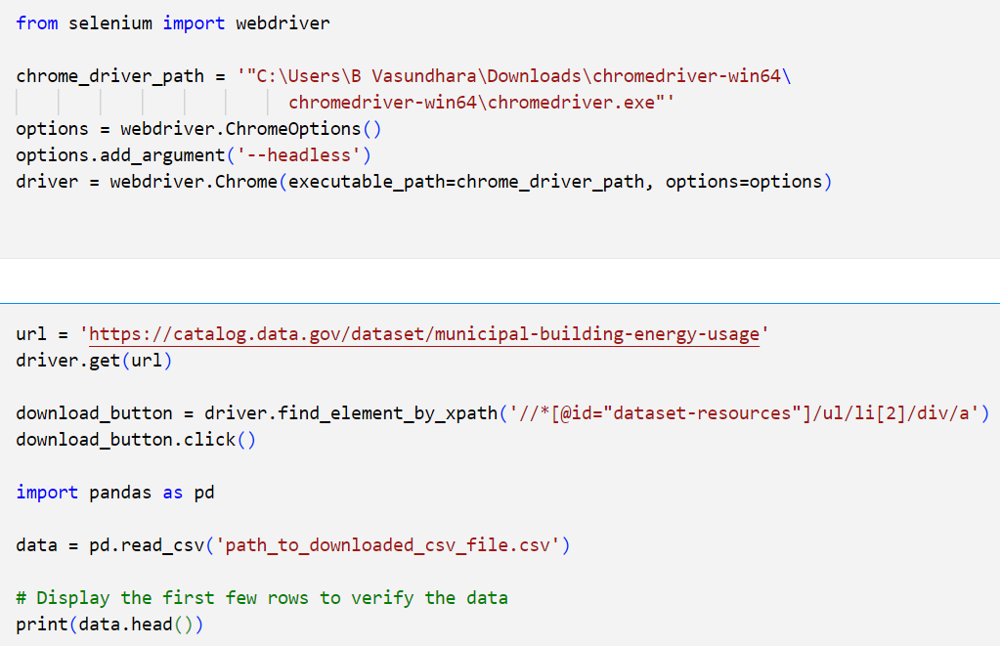 from selenium import webdriver
chrome_driver_path = '"C:\Users\B Vasundhara\Downloads\chromedriver-win64\
chromedriver-win64\chromedriver.exe"'
options = webdriver.ChromeOptions()
options.add_argument('--headless')
driver = webdriver.Chrome(executable_path=chrome_driver_path, options=options)
url = 'https://catalog.data.gov/dataset/municipal-building-energy-usage'
driver.get(url)
download_button = driver.find_element_by_xpath('//*[@id="dataset-resources"]/ul/li[2]/div/a')
download_button.click()
import pandas as pd
data = pd.read_csv('path_to_downloaded_csv_file.csv')
# Display the first few rows to verify the data
print(data.head())